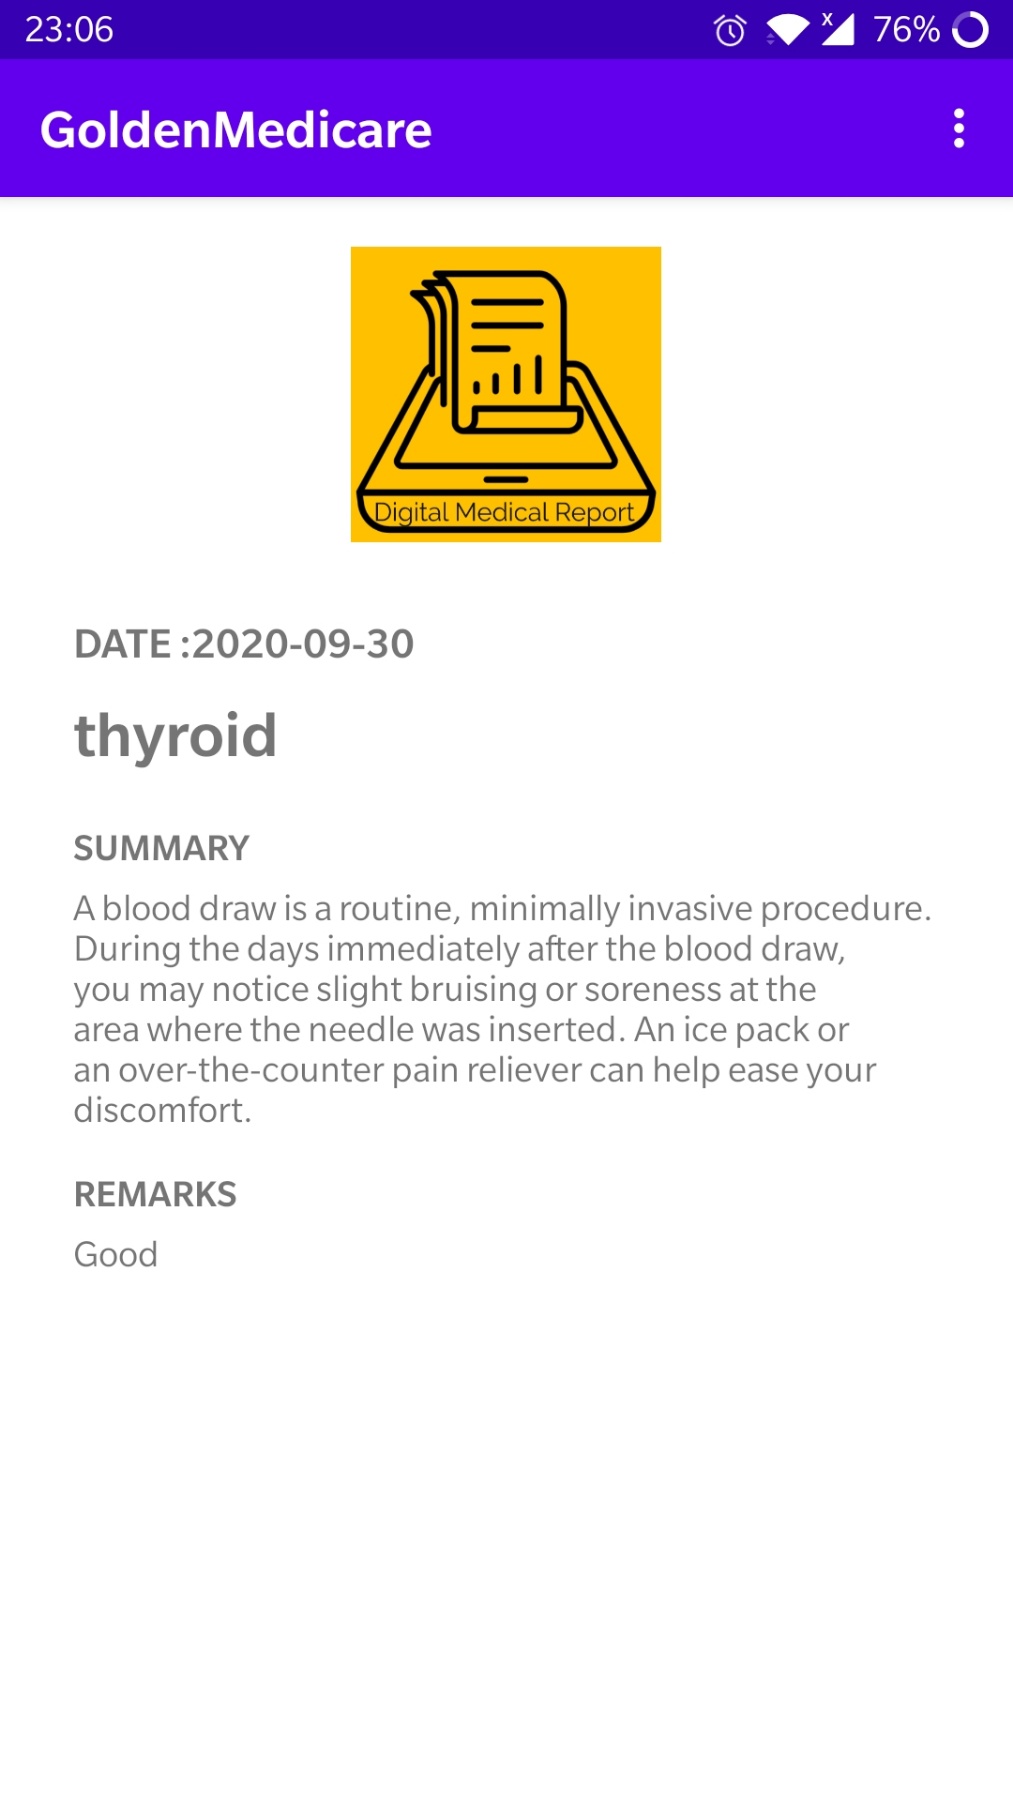 23:06
X
76%
GoldenMedicare
Digital Medical Report
DATE :2020-09-30
thyroid
SUMMARY
A blood draw is a routine, minimally invasive procedure.
During the days immediately after the blood draw,
you may notice slight bruising or soreness at the
area where the needle was inserted. An ice pack or
an over-the-counter pain reliever can help ease your
discomfort.
REMARKS
Good